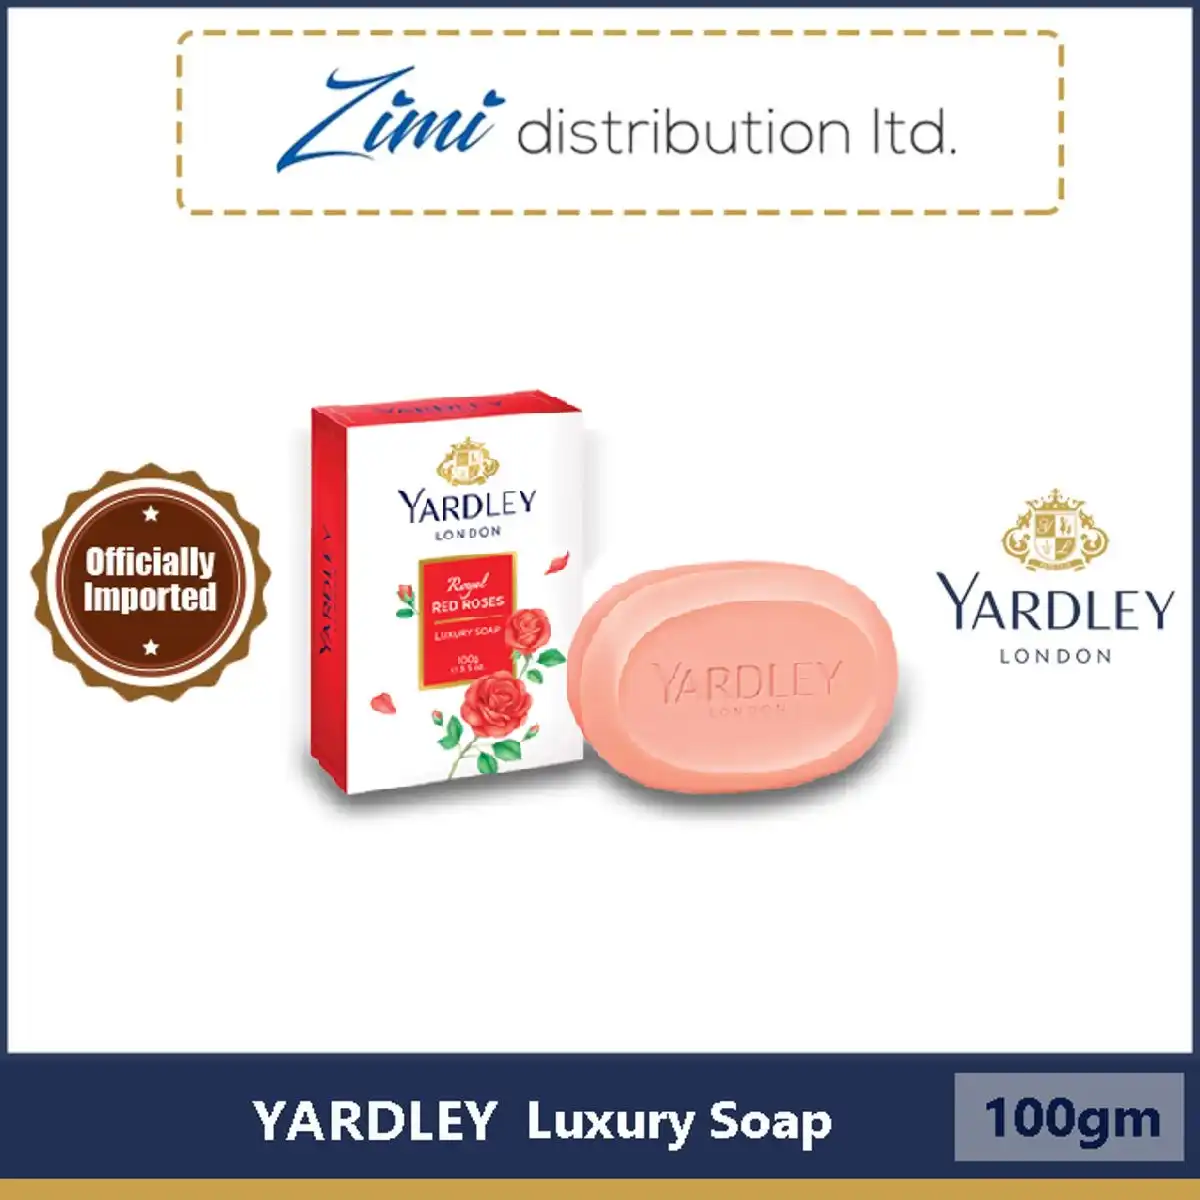 Zimi distribution ltd.
YARDLEY
YARDLEY
LONDON
Royal
RED ROSES
LUXURY SOAP
100g
YARDLEY
Officially
Imported
YARDLEY
LONDON
YARDLEY
LONDON
YARDLEY Luxury Soap
100gm